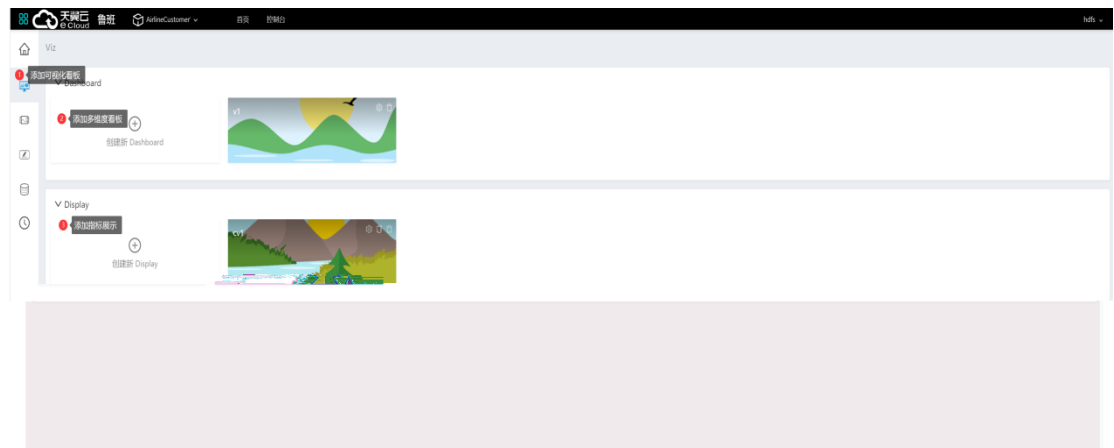 天翼云 e Cloud 鲁班 AirlineCustomer 首页 控制台 hdfs
Viz
1 添加可视化看板
Dashboard
v1
2 添加多维度看板
创建新 Dashboard
Display
3 添加指标展示
cv1
创建新 Display